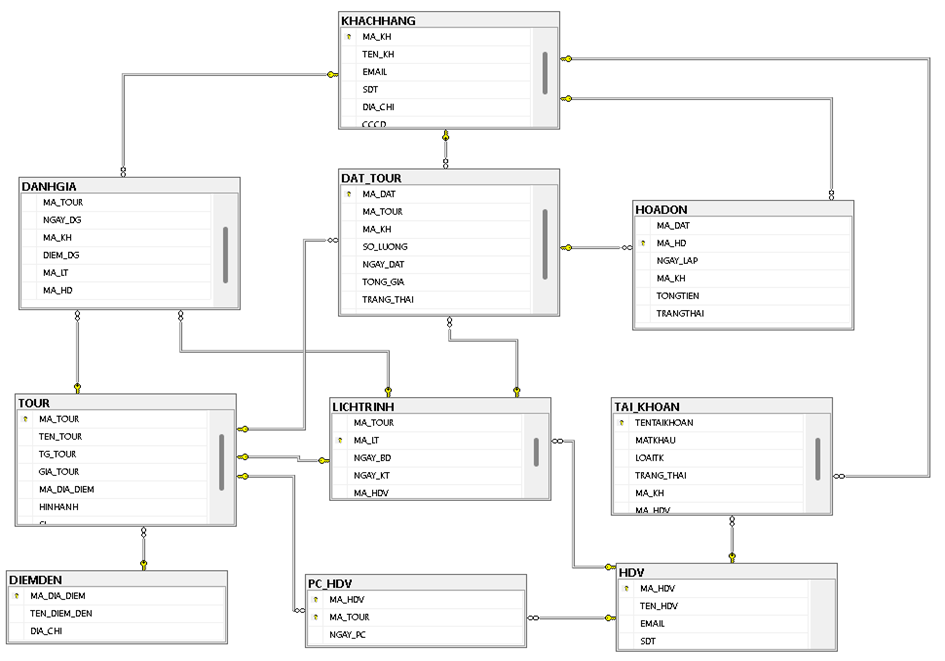 KHACHHANG
MA_KH
TEN_KH
EMAIL
SDT
DIA_CHI
CCCD
DANHGIA
MA_TOUR
NGAY_DG
MA_KH
DIEM_DG
MA_LT
MA_HD
DAT_TOUR
MA_DAT
MA_TOUR
MA_KH
SO_LUONG
NGAY_DAT
TONG_GIA
TRANG_THAI
HOADON
MA_DAT
MA_HD
NGAY_LAP
MA_KH
TONGTIEN
TRANGTHAI
TOUR
MA_TOUR
TEN_TOUR
TG_TOUR
GIA_TOUR
MA_DIA_DIEM
HINHANH
LICHTRINH
MA_TOUR
MA_LT
NGAY_BD
NGAY_KT
MA_HDV
TAI_KHOAN
TENTAIKHOAN
MATKHAU
LOAITK
TRANG_THAI
MA_KH
MA_HDV
DIEMDEN
MA_DIA_DIEM
TEN_DIEM_DEN
DIA_CHI
PC_HDV
MA_HDV
MA_TOUR
NGAY_PC
HDV
MA_HDV
TEN_HDV
EMAIL
SDT